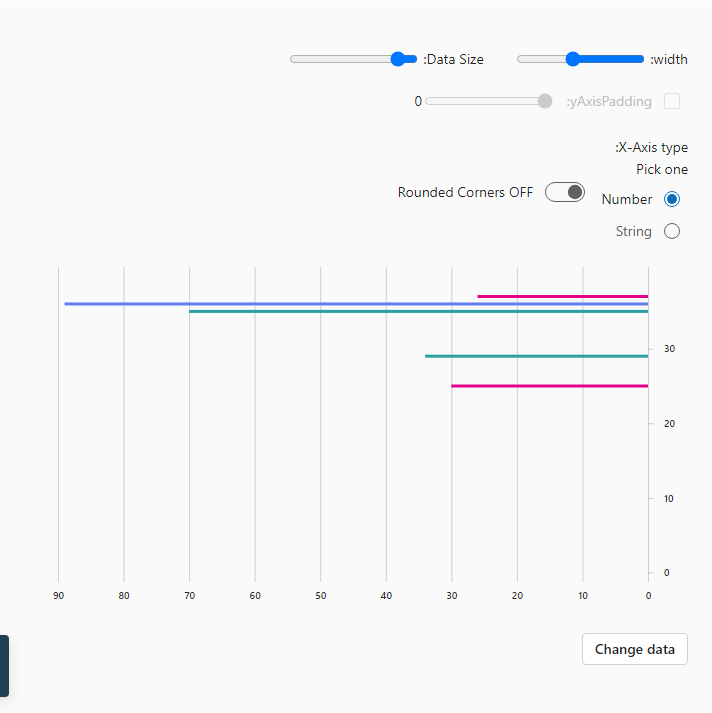 :width
:Data Size
:yAxisPadding
0
:X-Axis type
Pick one
Number
Rounded Corners OFF
String
30
20
10
0
90 80 70 60 50 40 30 20 10 0
Change data